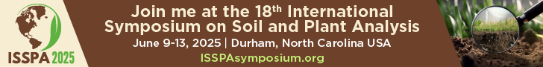 Join me at the 18th International
Symposium on Soil and Plant Analysis
June 9-13, 2025 | Durham, North Carolina USA
ISSPAsymposium.org
ISSPA 2025